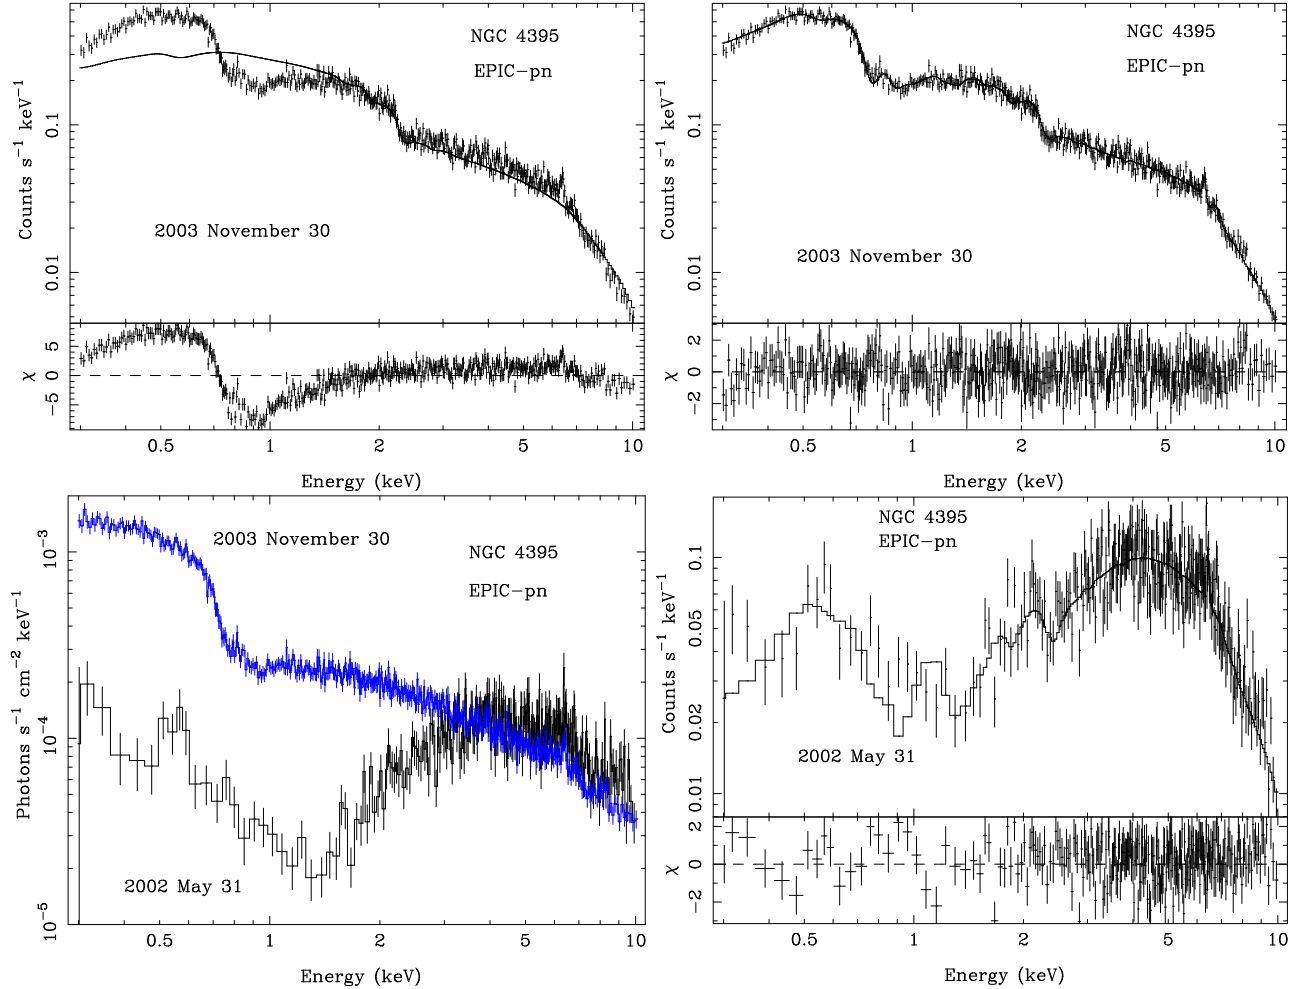 NGC 4395
EPIC−pn
2003 November 30
Counts s⁻¹ keV⁻¹
0.1
0.01
χ
5
0
−5
0.5 1 2 5 10
Energy (keV)
NGC 4395
EPIC−pn
2003 November 30
Counts s⁻¹ keV⁻¹
0.1
0.01
χ
2
0
−2
0.5 1 2 5 10
Energy (keV)
2003 November 30
NGC 4395
EPIC−pn
2002 May 31
Photons s⁻¹ cm⁻² keV⁻¹
10⁻³
10⁻⁴
10⁻⁵
0.5 1 2 5 10
Energy (keV)
NGC 4395
EPIC−pn
2002 May 31
Counts s⁻¹ keV⁻¹
0.1
0.05
0.02
0.01
χ
2
0
−2
0.5 1 2 5 10
Energy (keV)